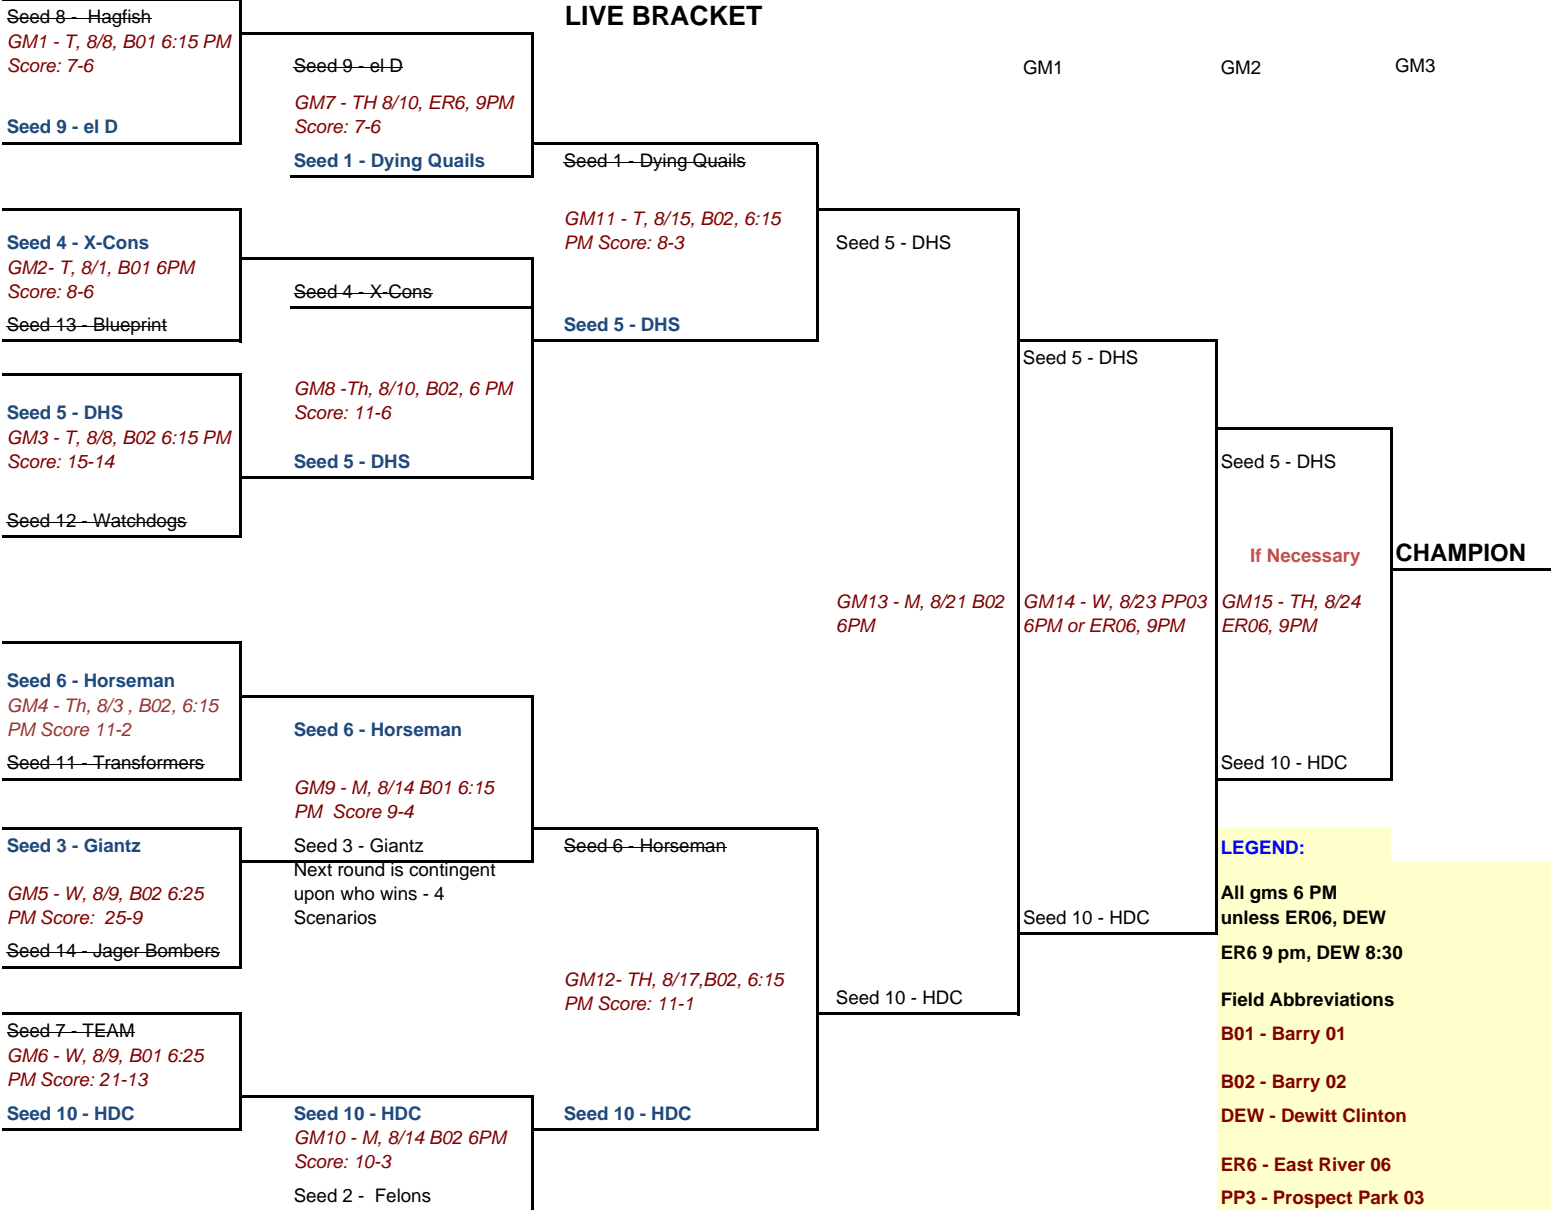 LIVE BRACKET
GM1
GM2
GM3
Seed 8 -  Hagfish
GM1 - T, 8/8, B01 6:15 PM
Score: 7-6
Seed 9 - el D
Seed 4 - X-Cons
GM2- T, 8/1, B01 6PM
Score: 8-6
Seed 13 - Blueprint
Seed 5 - DHS
GM3 - T, 8/8, B02 6:15 PM
Score: 15-14
Seed 12 - Watchdogs
Seed 6 - Horseman
GM4 - Th, 8/3 , B02, 6:15
PM Score 11-2
Seed 11 - Transformers
Seed 3 - Giantz
GM5 - W, 8/9, B02 6:25
PM Score:  25-9
Seed 14 - Jager Bombers
Seed 7 - TEAM
GM6 - W, 8/9, B01 6:25
PM Score: 21-13
Seed 10 - HDC
Seed 9 - el D
GM7 - TH 8/10, ER6, 9PM
Score: 7-6
Seed 1 - Dying Quails
Seed 4 - X-Cons
GM8 -Th, 8/10, B02, 6 PM
Score: 11-6
Seed 5 - DHS
Seed 6 - Horseman
GM9 - M, 8/14 B01 6:15
PM  Score 9-4
Seed 3 - Giantz
Next round is contingent
upon who wins - 4
Scenarios
Seed 10 - HDC
GM10 - M, 8/14 B02 6PM
Score: 10-3
Seed 2 -  Felons
Seed 1 - Dying Quails
GM11 - T, 8/15, B02, 6:15
PM Score: 8-3
Seed 5 - DHS
Seed 6 - Horseman
GM12- TH, 8/17,B02, 6:15
PM Score: 11-1
Seed 10 - HDC
Seed 5 - DHS
GM13 - M, 8/21 B02
6PM
Seed 10 - HDC
Seed 5 - DHS
GM14 - W, 8/23 PP03
6PM or ER06, 9PM
Seed 10 - HDC
Seed 5 - DHS
If Necessary
GM15 - TH, 8/24
ER06, 9PM
Seed 10 - HDC
CHAMPION
LEGEND:
All gms 6 PM
unless ER06, DEW
ER6 9 pm, DEW 8:30
Field Abbreviations
B01 - Barry 01
B02 - Barry 02
DEW - Dewitt Clinton
ER6 - East River 06
PP3 - Prospect Park 03